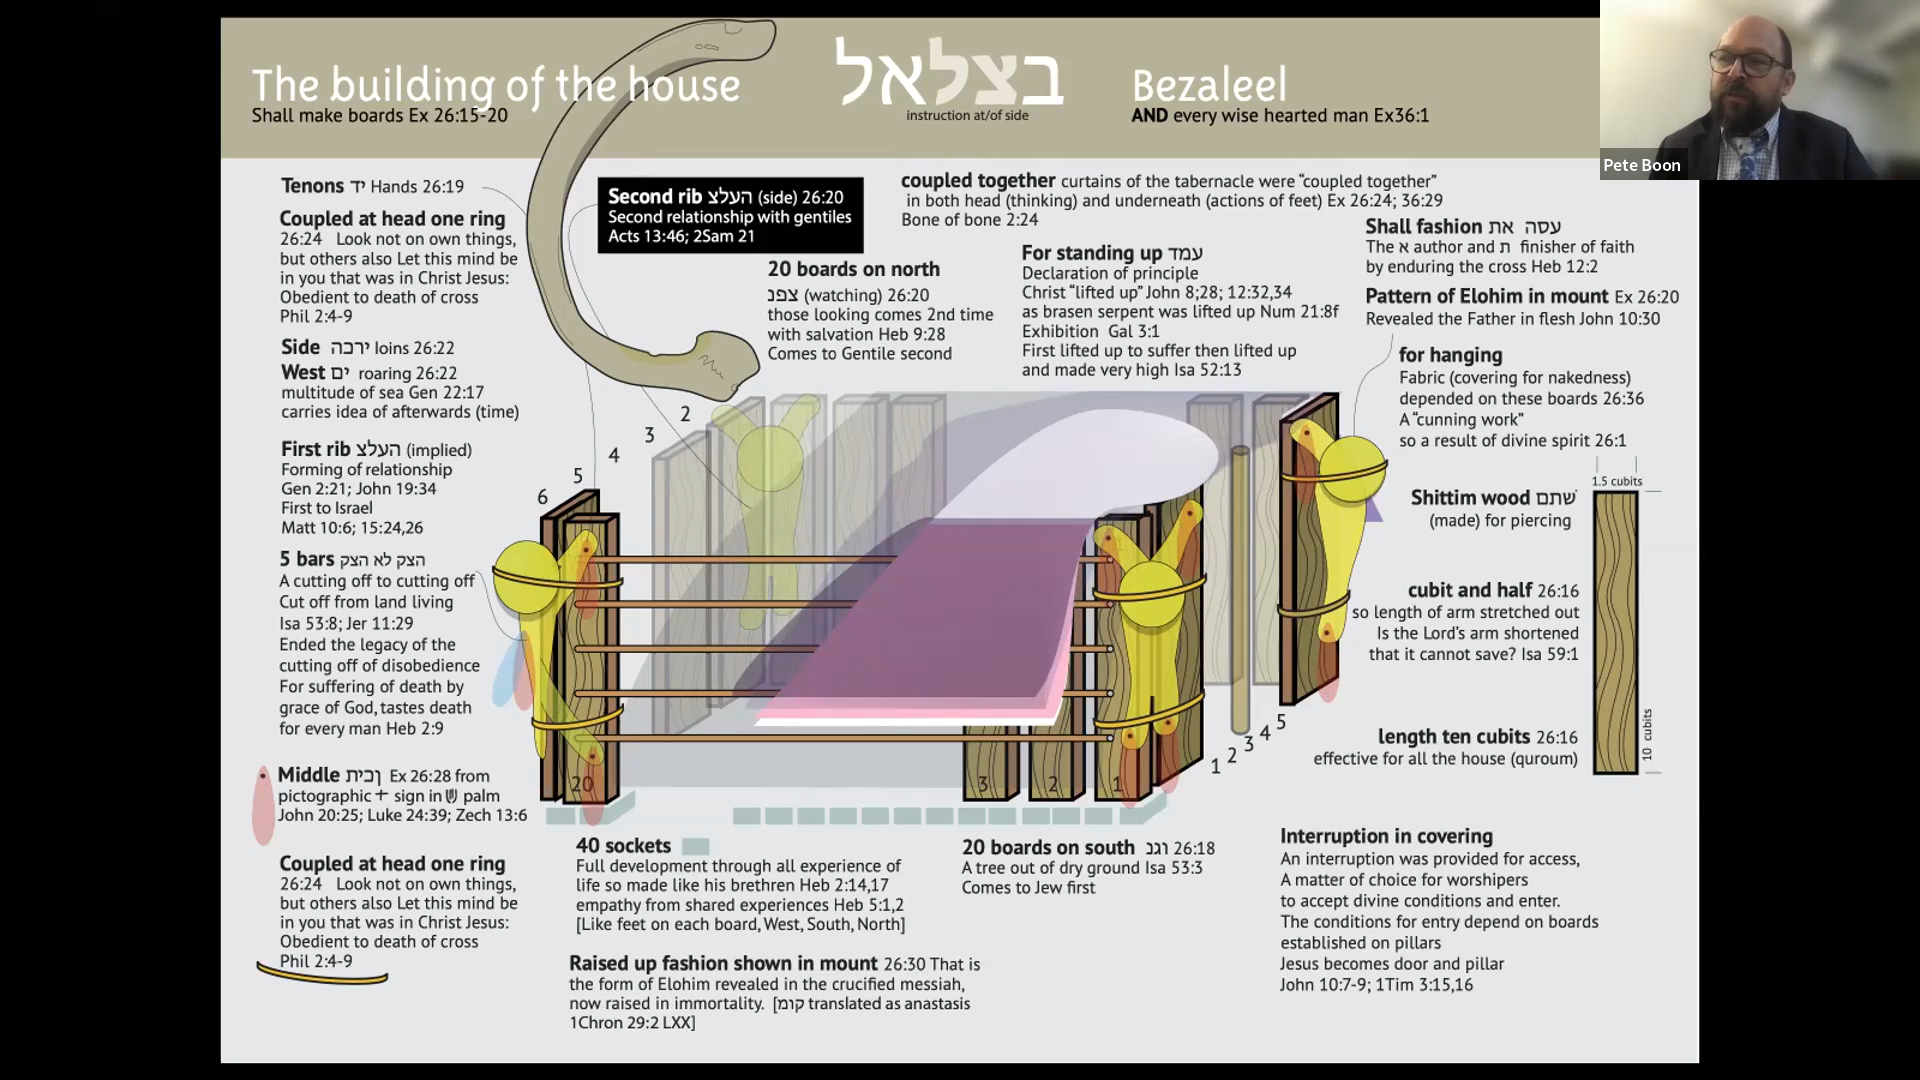 The building of the house
Shall make boards Ex 26:15-20
בצלאל
instruction at/of side
Bezaleel
AND every wise hearted man Ex36:1
Pete Boon
Tenons יד Hands 26:19
Coupled at head one ring
26:24 Look not on own things,
but others also Let this mind be
in you that was in Christ Jesus:
Obedient to death of cross
Phil 2:4-9
Side ירכה loins 26:22
West ים roaring 26:22
multitude of sea Gen 22:17
carries idea of afterwards (time)
First rib העלצ (implied)
Forming of relationship
Gen 2:21; John 19:34
First to Israel
Matt 10:6; 15:24,26
5 bars הצק לא הצק
A cutting off to cutting off
Cut off from land living
Isa 53:8; Jer 11:29
Ended the legacy of the
cutting off of disobedience
For suffering of death by
grace of God, tastes death
for every man Heb 2:9
Middle תיכון Ex 26:28 from
pictographic + sign in palm
John 20:25; Luke 24:39; Zech 13:6
Coupled at head one ring
26:24 Look not on own things,
but others also Let this mind be
in you that was in Christ Jesus:
Obedient to death of cross
Phil 2:4-9
Second rib העלצ (side) 26:20
Second relationship with gentiles
Acts 13:46; 2Sam 21
20 boards on north
צפנ (watching) 26:20
those looking comes 2nd time
with salvation Heb 9:28
Comes to Gentile second
coupled together curtains of the tabernacle were "coupled together"
in both head (thinking) and underneath (actions of feet) Ex 26:24; 36:29
Bone of bone 2:24
For standing up עמד
Declaration of principle
Christ "lifted up" John 8;28; 12:32,34
as brasen serpent was lifted up Num 21:8f
Exhibition Gal 3:1
First lifted up to suffer then lifted up
and made very high Isa 52:13
Shall fashion עסה את
The א author and ת finisher of faith
by enduring the cross Heb 12:2
Pattern of Elohim in mount Ex 26:20
Revealed the Father in flesh John 10:30
for hanging
Fabric (covering for nakedness)
depended on these boards 26:36
A "cunning work"
so a result of divine spirit 26:1
1.5 cubits
Shittim wood שתם
(made) for piercing
cubit and half 26:16
so length of arm stretched out
Is the Lord's arm shortened
that it cannot save? Isa 59:1
length ten cubits 26:16
effective for all the house (quroum)
10 cubits
2
3
4
5
6
20
3
2
1
1
2
3
4
5
40 sockets
Full development through all experience of
life so made like his brethren Heb 2:14,17
empathy from shared experiences Heb 5:1,2
[Like feet on each board, West, South, North]
20 boards on south נגב 26:18
A tree out of dry ground Isa 53:3
Comes to Jew first
Raised up fashion shown in mount 26:30 That is
the form of Elohim revealed in the crucified messiah,
now raised in immortality. [קומ translated as anastasis
1Chron 29:2 LXX]
Interruption in covering
An interruption was provided for access,
A matter of choice for worshipers
to accept divine conditions and enter.
The conditions for entry depend on boards
established on pillars
Jesus becomes door and pillar
John 10:7-9; 1Tim 3:15,16